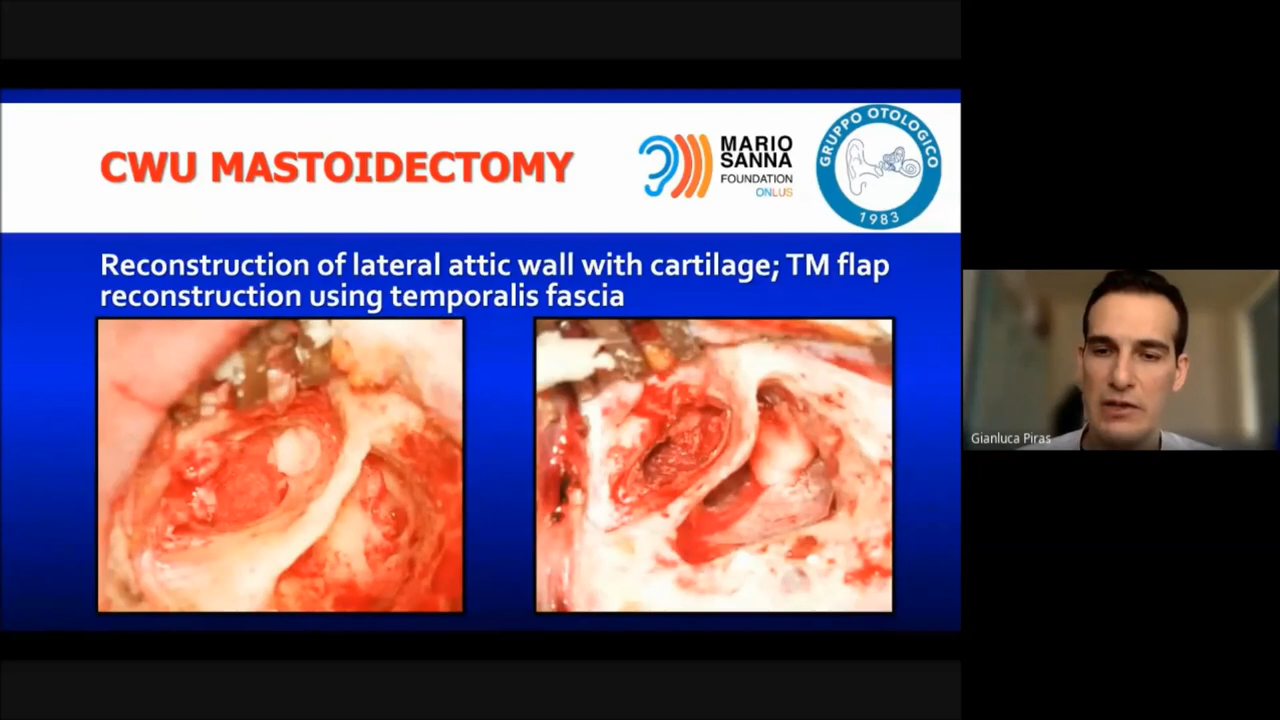 CWU MASTOIDECTOMY
MARIO
SANNA
FOUNDATION
ONLUS
GRUPPO OTOLOGICO
1983
Reconstruction of lateral attic wall with cartilage; TM flap
reconstruction using temporalis fascia
Gianluca Piras